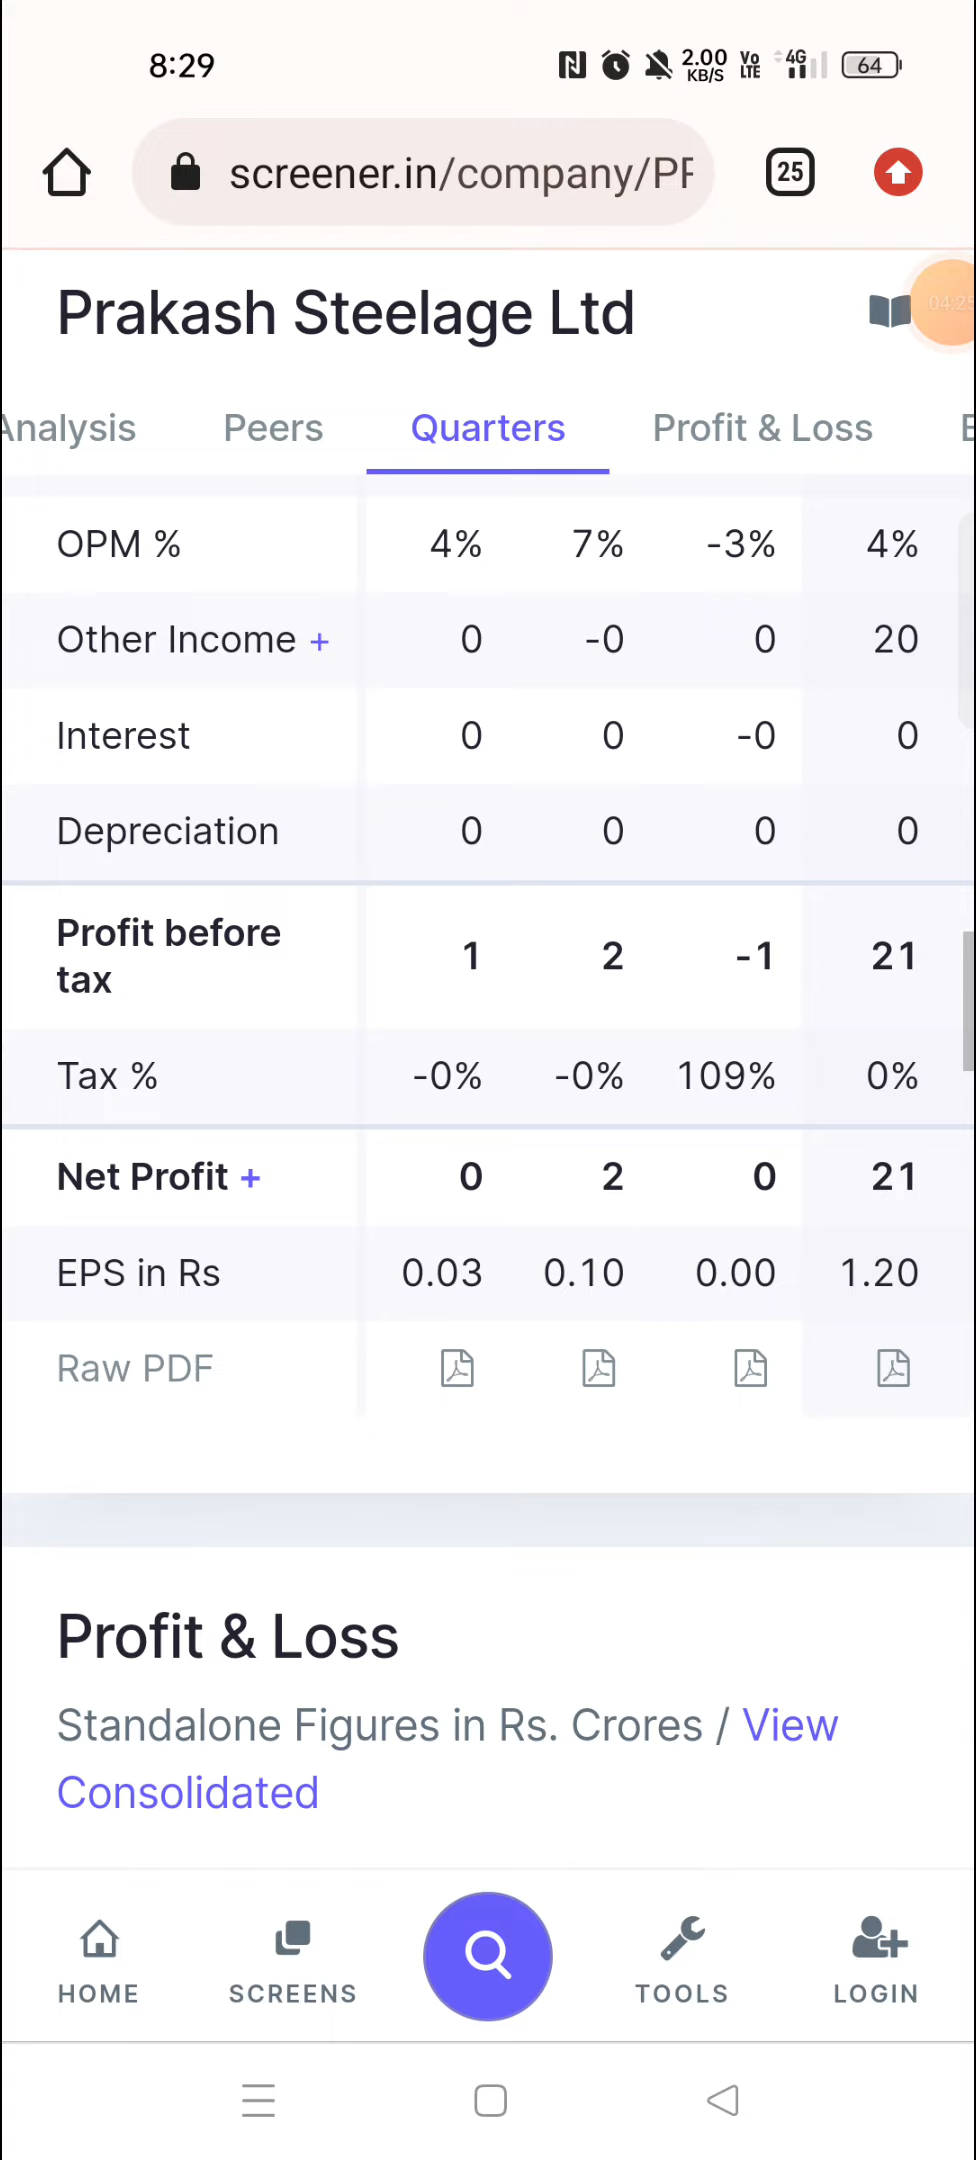 8:29
2.00
KB/S
Vo
LTE
4G
64
screener.in/company/PF
25
Prakash Steelage Ltd
04:25
Analysis Peers Quarters Profit & Loss
OPM % 4% 7% -3% 4%
Other Income + 0 -0 0 20
Interest 0 0 -0 0
Depreciation 0 0 0 0
Profit before
tax 1 2 -1 21
Tax % -0% -0% 109% 0%
Net Profit + 0 2 0 21
EPS in Rs 0.03 0.10 0.00 1.20
Raw PDF
Profit & Loss
Standalone Figures in Rs. Crores / View
Consolidated
HOME SCREENS TOOLS LOGIN